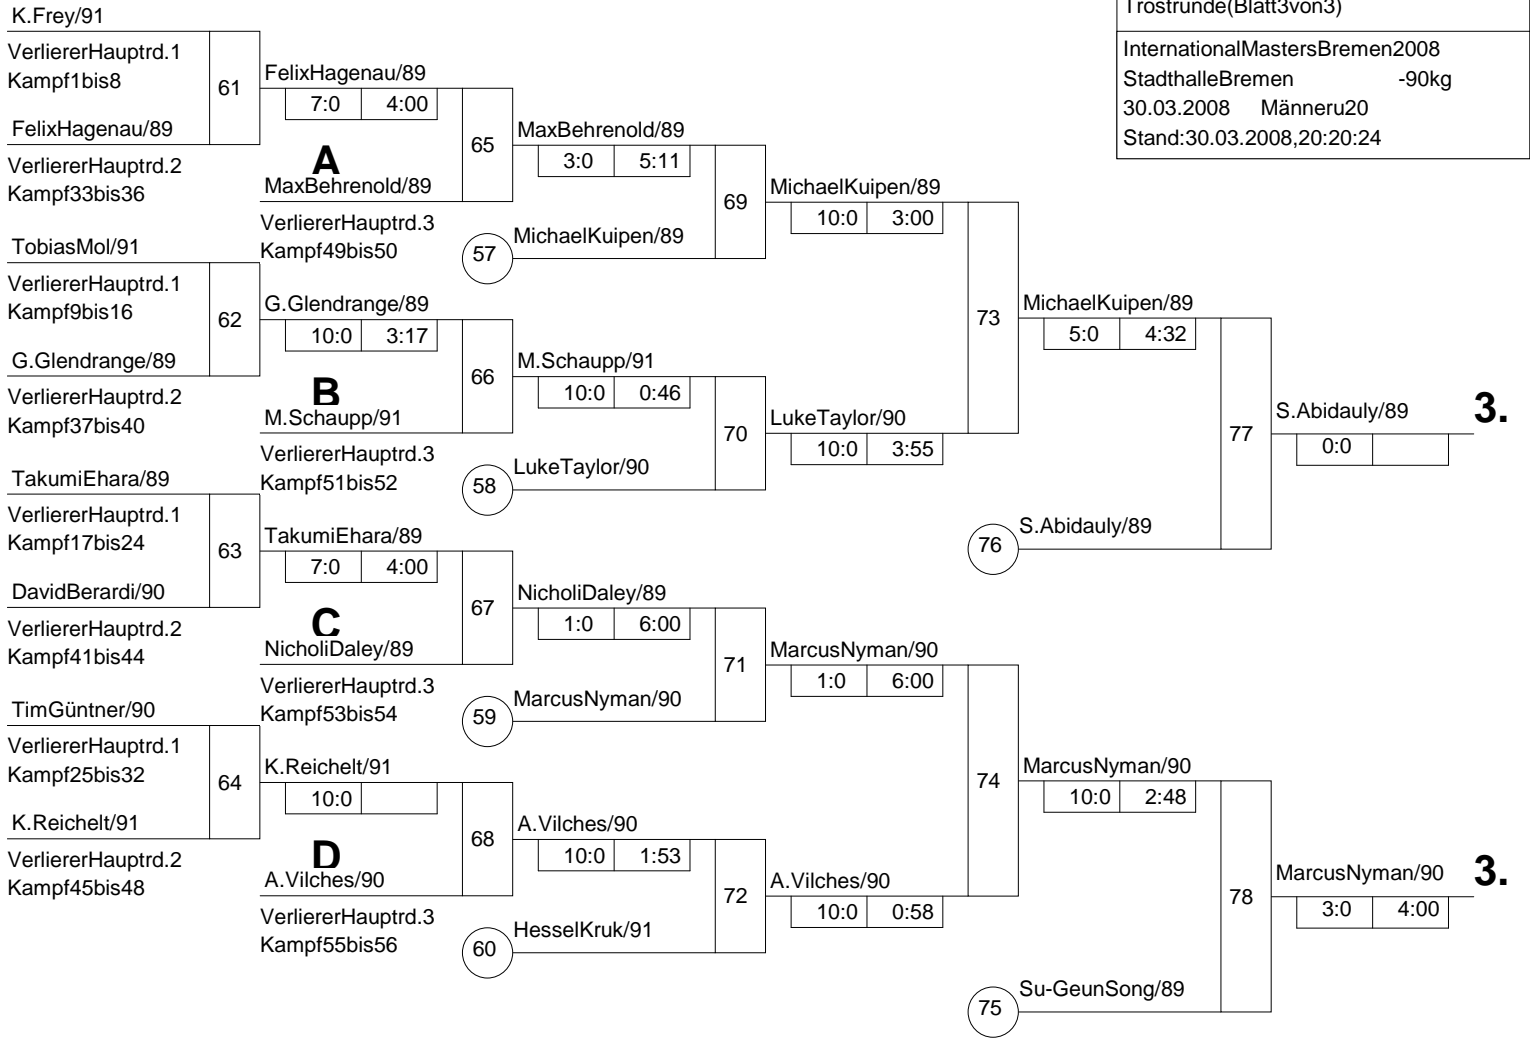 Trostrunde(Blatt3von3)
InternationalMastersBremen2008
StadthalleBremen -90kg
30.03.2008 Männeru20
Stand:30.03.2008,20:20:24
K.Frey/91
VerliererHauptrd.1
Kampf1bis8
61
FelixHagenau/89
VerliererHauptrd.2
Kampf33bis36
TobiasMol/91
VerliererHauptrd.1
Kampf9bis16
62
G.Glendrange/89
VerliererHauptrd.2
Kampf37bis40
TakumiEhara/89
VerliererHauptrd.1
Kampf17bis24
63
DavidBerardi/90
VerliererHauptrd.2
Kampf41bis44
TimGüntner/90
VerliererHauptrd.1
Kampf25bis32
64
K.Reichelt/91
VerliererHauptrd.2
Kampf45bis48
FelixHagenau/89
7:0 4:00
A
65
MaxBehrenold/89
VerliererHauptrd.3
Kampf49bis50
G.Glendrange/89
10:0 3:17
B
66
M.Schaupp/91
VerliererHauptrd.3
Kampf51bis52
TakumiEhara/89
7:0 4:00
C
67
NicholiDaley/89
VerliererHauptrd.3
Kampf53bis54
K.Reichelt/91
10:0
D
68
A.Vilches/90
VerliererHauptrd.3
Kampf55bis56
MaxBehrenold/89
3:0 5:11
69
57 MichaelKuipen/89
M.Schaupp/91
10:0 0:46
70
58 LukeTaylor/90
NicholiDaley/89
1:0 6:00
71
59 MarcusNyman/90
A.Vilches/90
10:0 1:53
72
60 HesselKruk/91
MichaelKuipen/89
10:0 3:00
73
LukeTaylor/90
10:0 3:55
MarcusNyman/90
1:0 6:00
74
A.Vilches/90
10:0 0:58
MichaelKuipen/89
5:0 4:32
77
76 S.Abidauly/89
MarcusNyman/90
10:0 2:48
78
75 Su-GeunSong/89
S.Abidauly/89 3.
0:0
MarcusNyman/90 3.
3:0 4:00